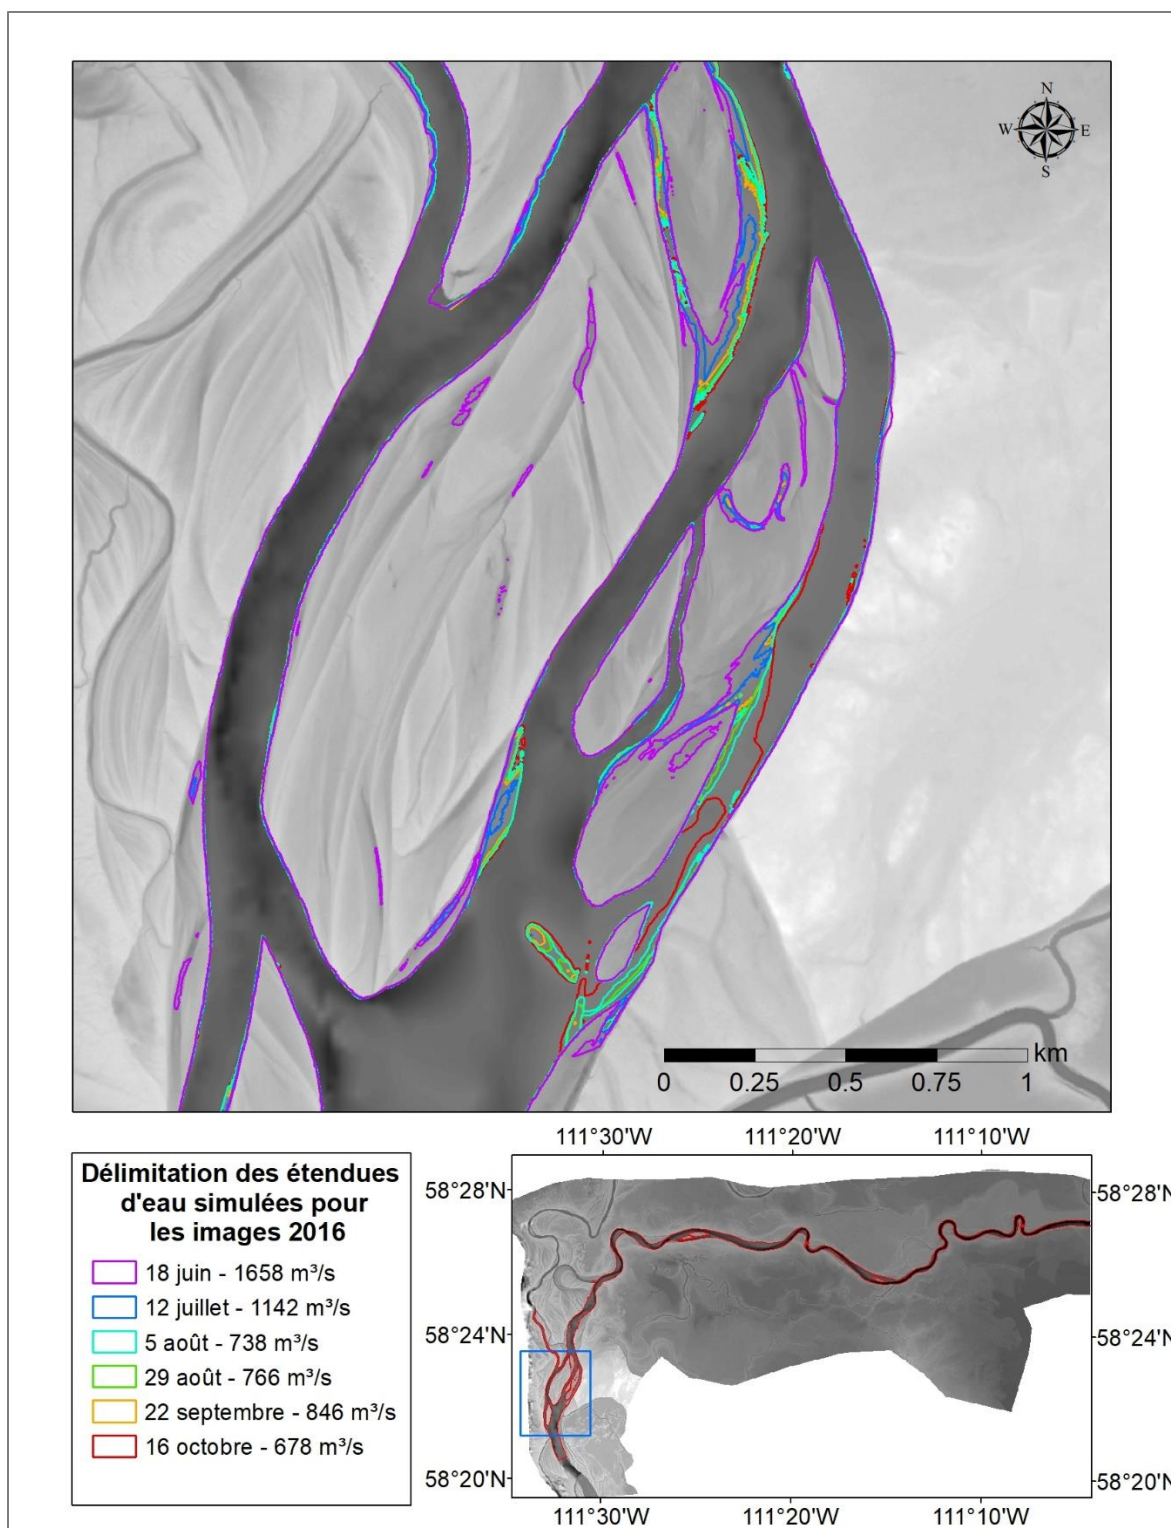 N
W E
S
km
0 0.25 0.5 0.75 1
Délimitation des étendues
d'eau simulées pour
les images 2016
18 juin - 1658 m³/s
12 juillet - 1142 m³/s
5 août - 738 m³/s
29 août - 766 m³/s
22 septembre - 846 m³/s
16 octobre - 678 m³/s
111°30'W 111°20'W 111°10'W
58°28'N 58°28'N
58°24'N 58°24'N
58°20'N 58°20'N
111°30'W 111°20'W 111°10'W